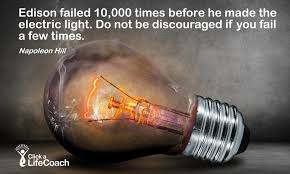 Edison failed 10,000 times before he made the
electric light. Do not be discouraged if you fail
a few times.
Napoleon Hill
Click a
LifeCoach